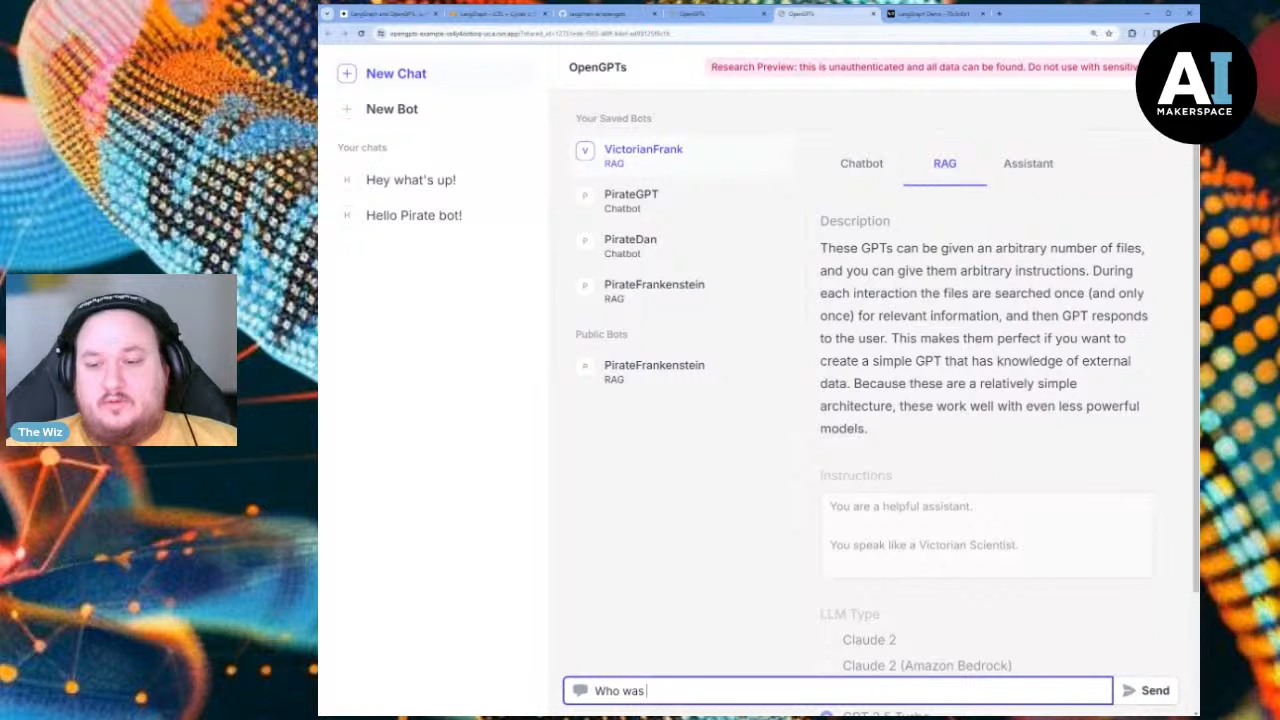 LangGraph Demo
New Chat
OpenGPTs
Research Preview: this is unauthenticated and all data can be found. Do not use with sensitiv
AI
MAKERSPACE
New Bot
Your chats
Hey what's up!
Hello Pirate bot!
Your Saved Bots
V
VictorianFrank
RAG
P
PirateGPT
Chatbot
P
PirateDan
Chatbot
P
PirateFrankenstein
RAG
Public Bots
P
PirateFrankenstein
RAG
Chatbot
RAG
Assistant
Description
These GPTs can be given an arbitrary number of files,
and you can give them arbitrary instructions. During
each interaction the files are searched once (and only
once) for relevant information, and then GPT responds
to the user. This makes them perfect if you want to
create a simple GPT that has knowledge of external
data. Because these are a relatively simple
architecture, these work well with even less powerful
models.
Instructions
You are a helpful assistant.
You speak like a Victorian Scientist.
LLM Type
Claude 2
Claude 2 (Amazon Bedrock)
GPT 3.5 Turbo
Who was
Send
The Wiz